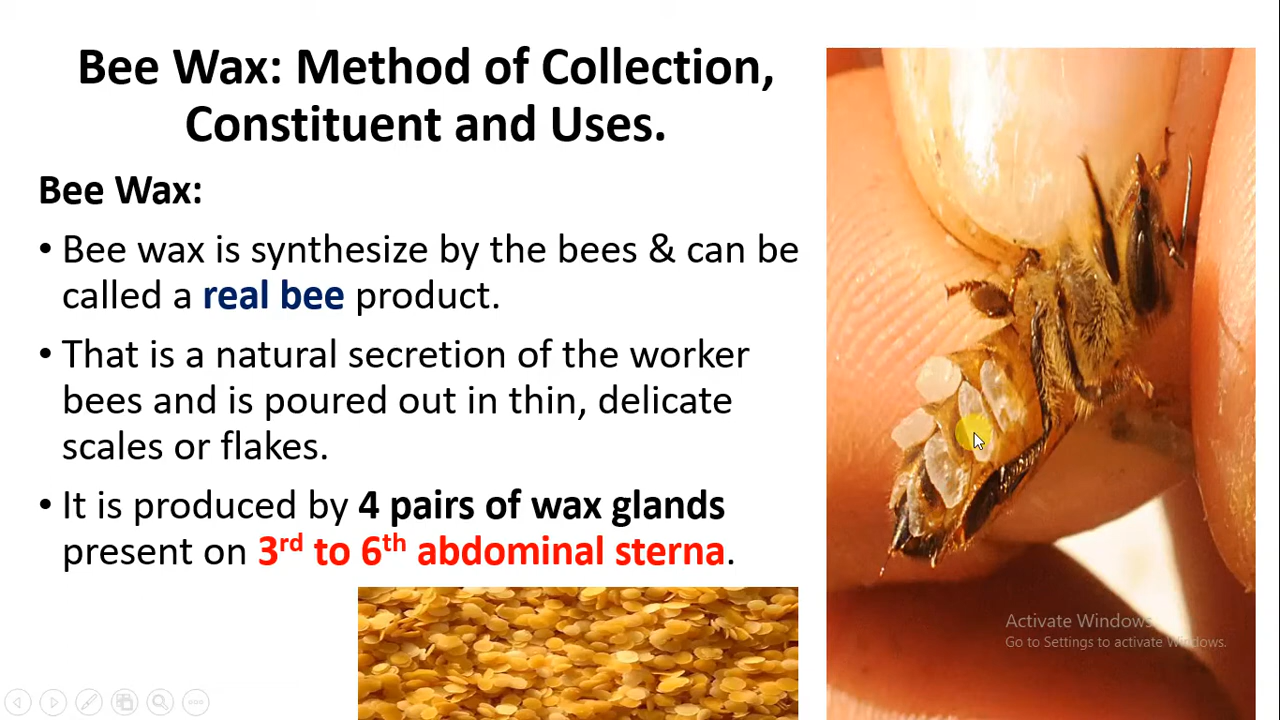 Bee Wax: Method of Collection,
Constituent and Uses.
Bee Wax:
• Bee wax is synthesize by the bees & can be
called a real bee product.
• That is a natural secretion of the worker
bees and is poured out in thin, delicate
scales or flakes.
• It is produced by 4 pairs of wax glands
present on 3rd to 6th abdominal sterna.
Activate Windows
Go to Settings to activate Windows.